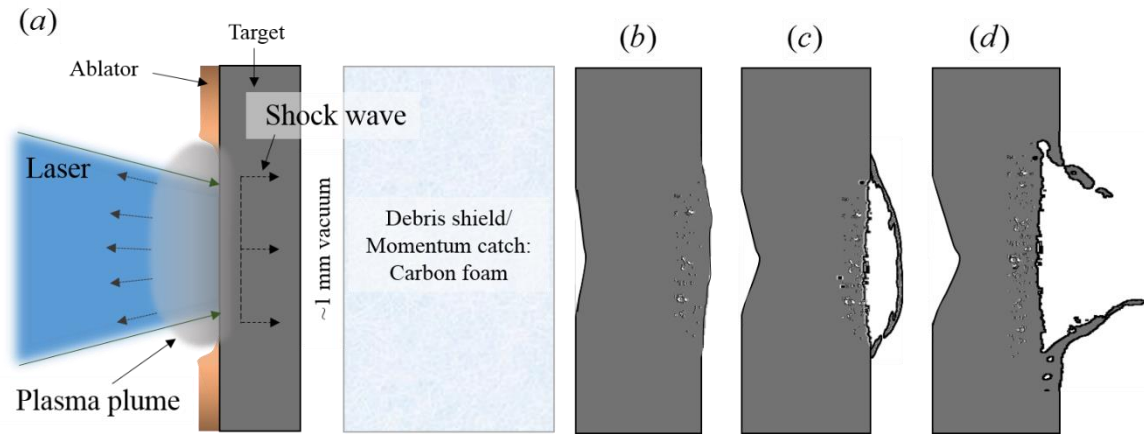 (a)
Target
Ablator
Shock wave
Laser
~1 mm vacuum
Debris shield/
Momentum catch:
Carbon foam
Plasma plume
(b)
(c)
(d)